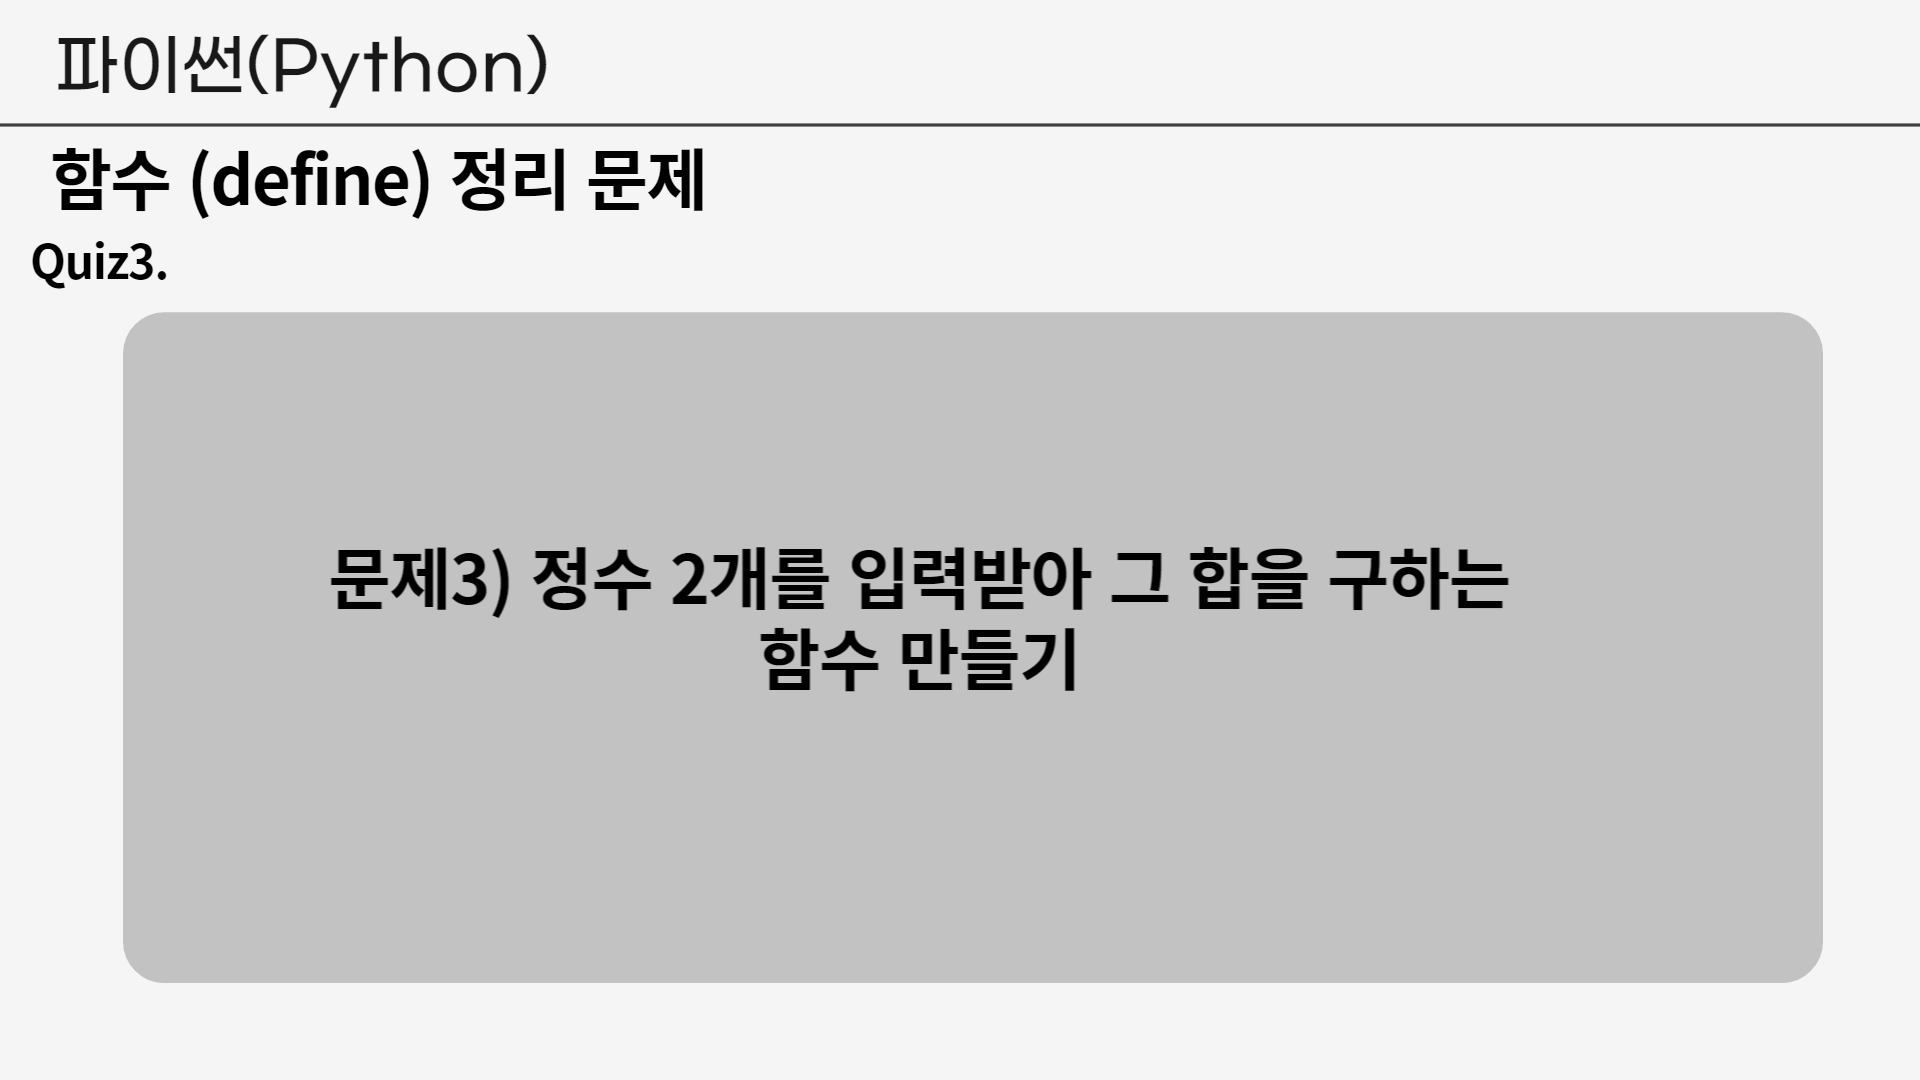 파이썬(Python)
함수 (define) 정리 문제
Quiz3.
문제3) 정수 2개를 입력받아 그 합을 구하는
함수 만들기